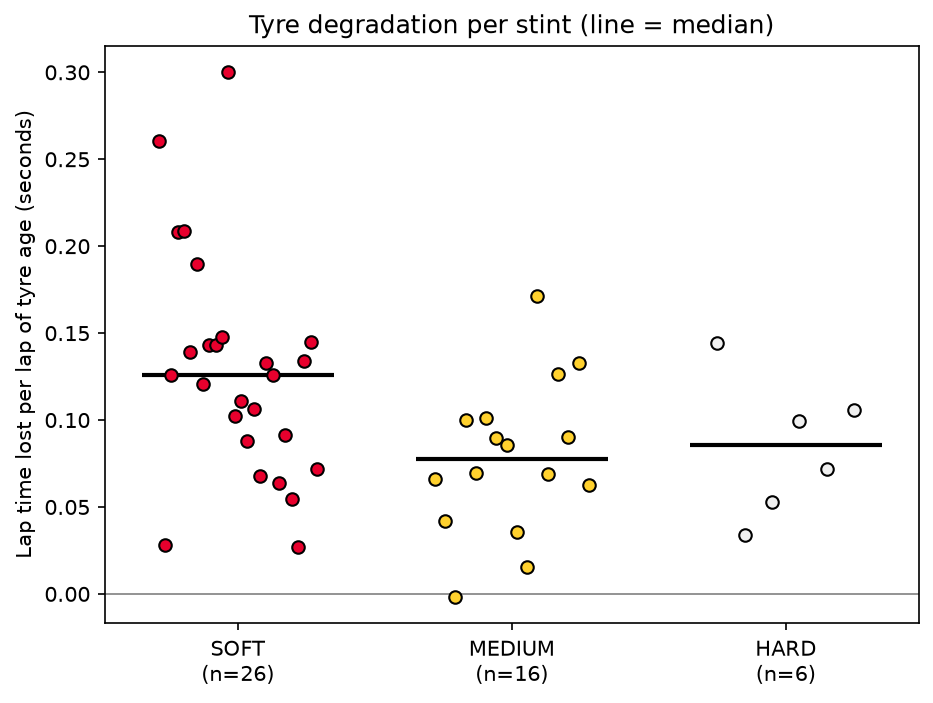 Tyre degradation per stint (line = median)
Lap time lost per lap of tyre age (seconds)
0.30
0.25
0.20
0.15
0.10
0.05
0.00
SOFT
(n=26)
MEDIUM
(n=16)
HARD
(n=6)